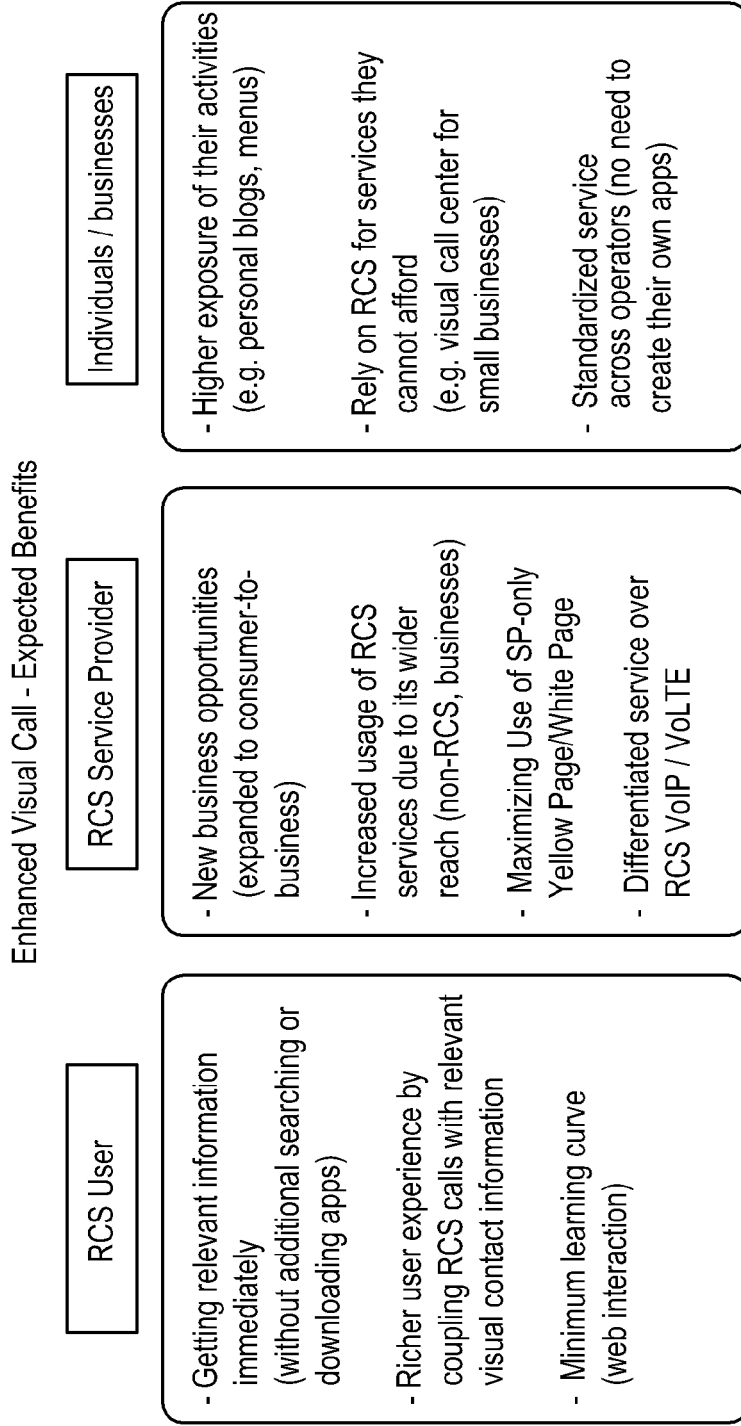 Enhanced Visual Call - Expected Benefits
RCS User
- Getting relevant information
immediately
(without additional searching or
downloading apps)
- Richer user experience by
coupling RCS calls with relevant
visual contact information
- Minimum learning curve
(web interaction)
RCS Service Provider
- New business opportunities
(expanded to consumer-to-
business)
- Increased usage of RCS
services due to its wider
reach (non-RCS, businesses)
- Maximizing Use of SP-only
Yellow Page/White Page
- Differentiated service over
RCS VoIP / VoLTE
Individuals / businesses
- Higher exposure of their activities
(e.g. personal blogs, menus)
- Rely on RCS for services they
cannot afford
(e.g. visual call center for
small businesses)
- Standardized service
across operators (no need to
create their own apps)